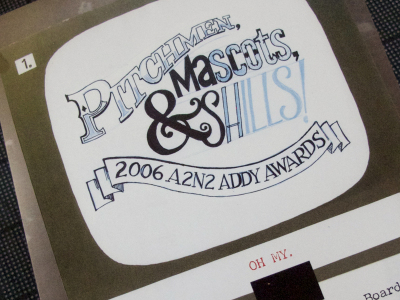 1.
PITCHMEN,
MAscots,
& SHILLS!
2006 A2N2 ADDY AWARDS
OH MY.
Board